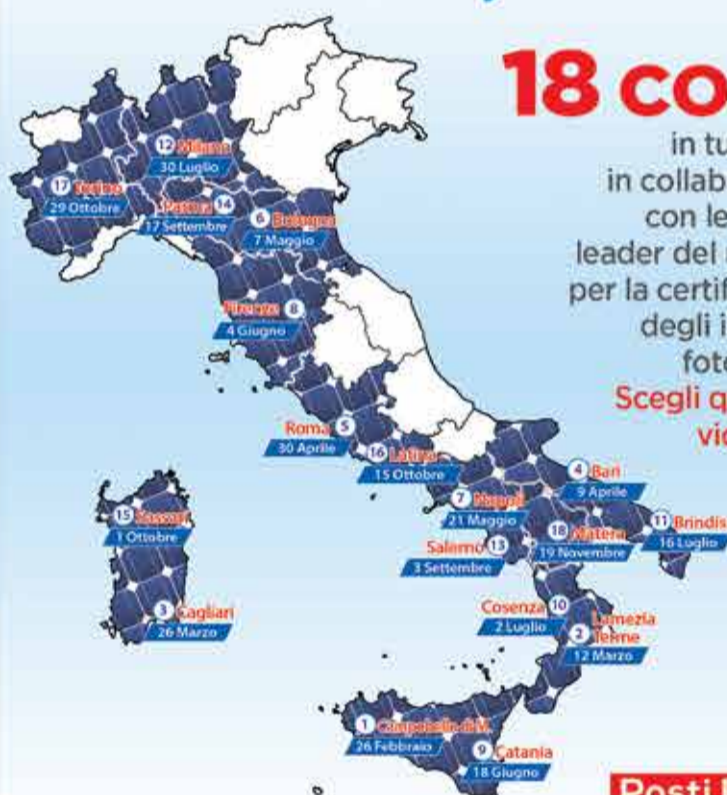 18 co
in tu
in collab
con le
leader del
per la certif
degli i
foto
Scegli q
vic
12 Milano
30 Luglio
17 Torino
29 Ottobre
Parma 14
17 Settembre
6 Bologna
7 Maggio
Firenze 8
4 Giugno
Roma 5
30 Aprile
16 Latina
15 Ottobre
4 Bari
9 Aprile
7 Napoli
21 Maggio
11 Brindis
16 Luglio
18 Matera
19 Novembre
Salerno 13
3 Settembre
15 Sassari
1 Ottobre
3 Cagliari
26 Marzo
Cosenza 10
2 Luglio
2 Lamezia
Terme
12 Marzo
1 Campobello di M.
26 Febbraio
9 Catania
18 Giugno
Posti